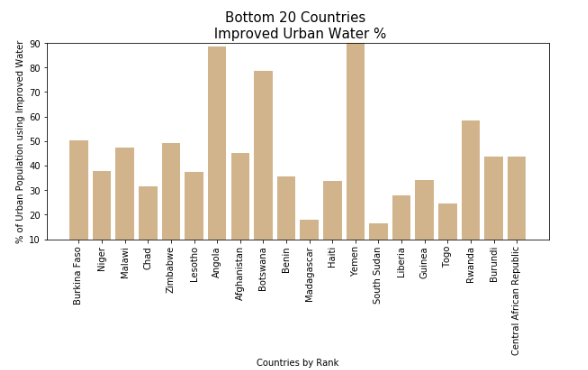 Bottom 20 Countries
Improved Urban Water %
% of Urban Population using Improved Water
90
80
70
60
50
40
30
20
10
Burkina Faso
Niger
Malawi
Chad
Zimbabwe
Lesotho
Angola
Afghanistan
Botswana
Benin
Madagascar
Haiti
Yemen
South Sudan
Liberia
Guinea
Togo
Rwanda
Burundi
Central African Republic
Countries by Rank